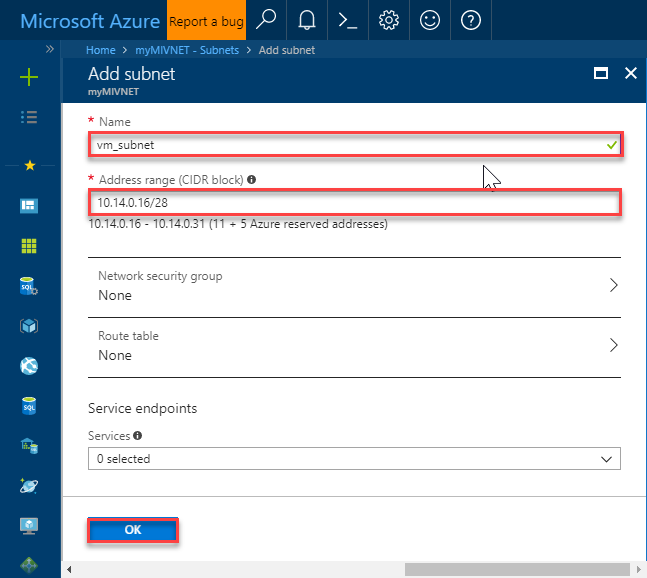 Microsoft Azure Report a bug
Home > myMIVNET - Subnets > Add subnet
Add subnet
myMIVNET
* Name
vm_subnet
* Address range (CIDR block)
10.14.0.16/28
10.14.0.16 - 10.14.0.31 (11 + 5 Azure reserved addresses)
Network security group
None
Route table
None
Service endpoints
Services
0 selected
OK
SQL
SQL